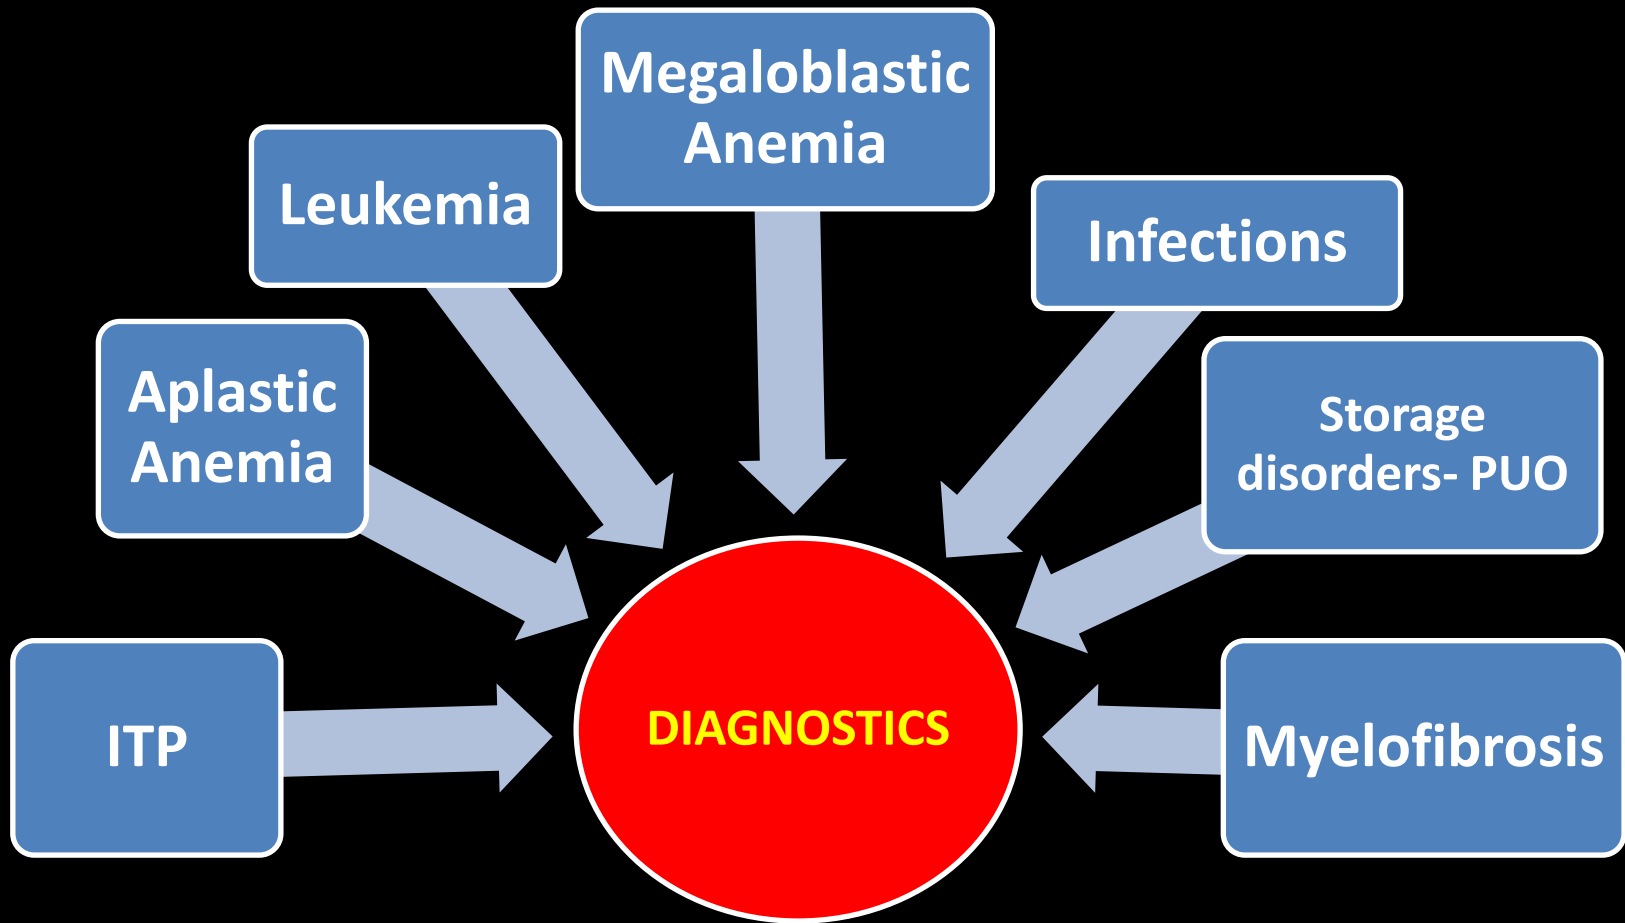 Megaloblastic
Anemia
Leukemia
Infections
Aplastic
Anemia
Storage
disorders- PUO
ITP
DIAGNOSTICS
Myelofibrosis